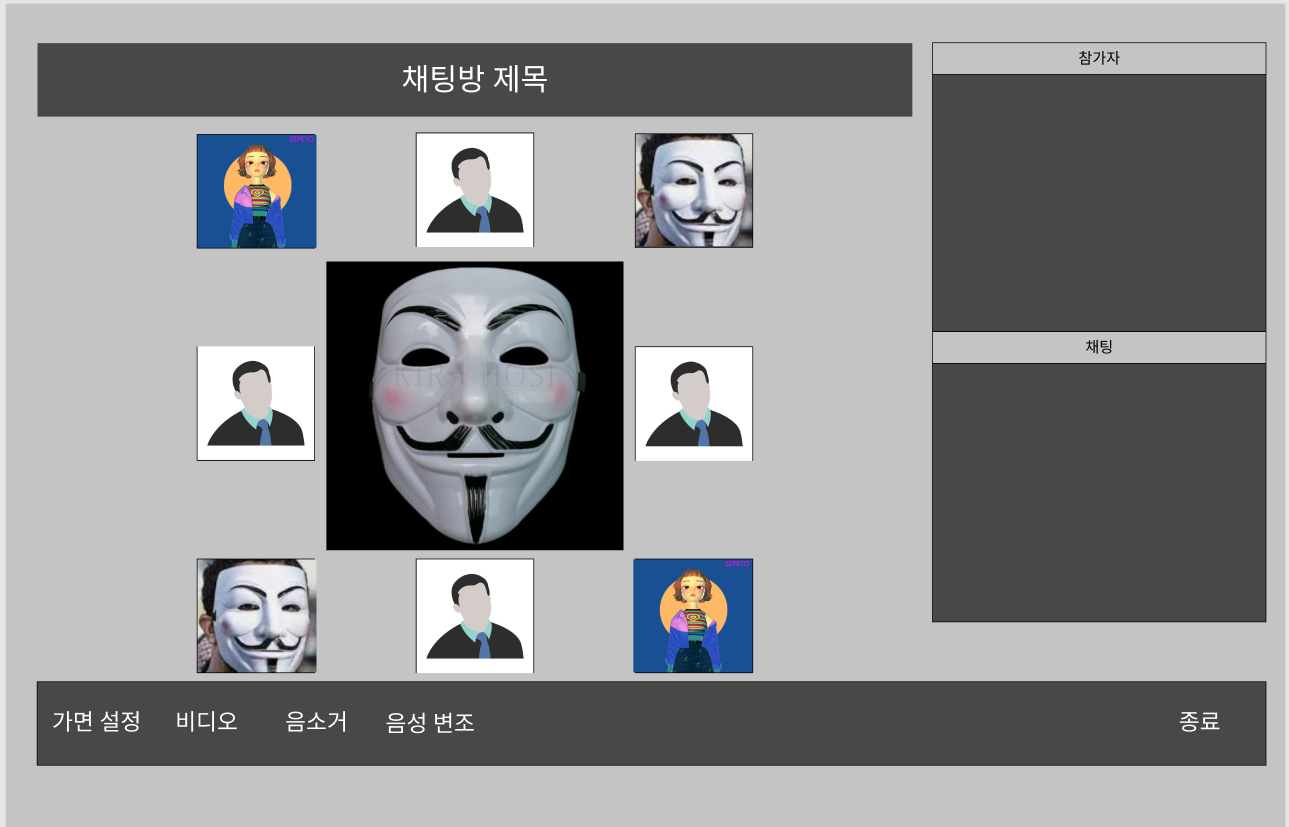 채팅방 제목
참가자
ZEPETO
KIRA HOSI
채팅
ZEPETO
가면 설정
비디오
음소거
음성 변조
종료